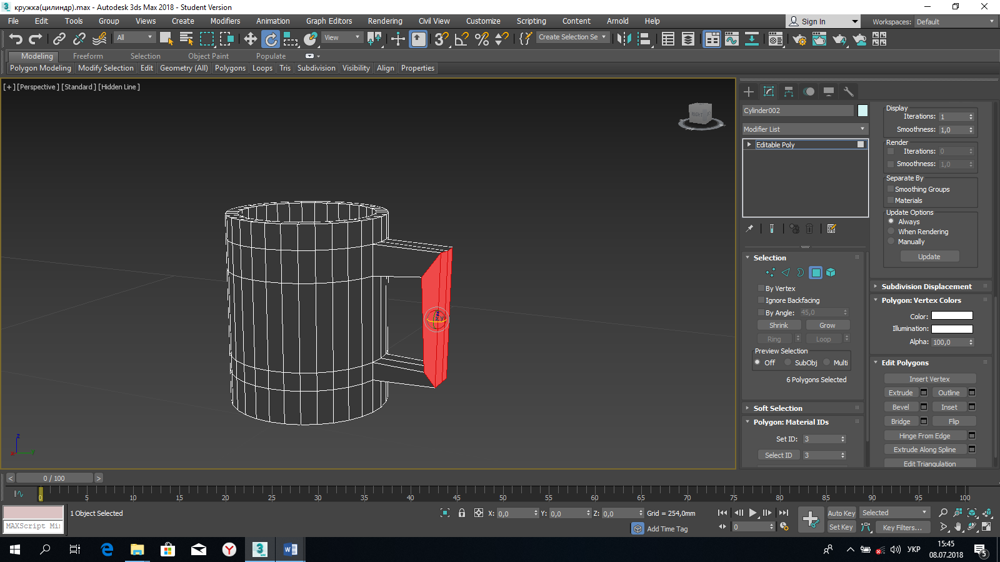 кружка(цилиндр).max - Autodesk 3ds Max 2018 - Student Version
File Edit Tools Group Views Create Modifiers Animation Graph Editors Rendering Civil View Customize Scripting Content Arnold Help Sign In Workspaces: Default
All View Create Selection Se
Modeling Freeform Selection Object Paint Populate
Polygon Modeling Modify Selection Edit Geometry (All) Polygons Loops Tris Subdivision Visibility Align Properties
[+] [Perspective] [Standard] [Hidden Line]
RIGHT
z
x y
Cylinder002
Modifier List
Editable Poly
Selection
By Vertex
Ignore Backfacing
By Angle: 45,0
Shrink Grow
Ring Loop
Preview Selection
Off SubObj Multi
6 Polygons Selected
Soft Selection
Polygon: Material IDs
Set ID: 3
Select ID 3
Display
Iterations: 1
Smoothness: 1,0
Render
Iterations: 0
Smoothness: 1,0
Separate By
Smoothing Groups
Materials
Update Options
Always
When Rendering
Manually
Update
Subdivision Displacement
Polygon: Vertex Colors
Color:
Illumination:
Alpha: 100,0
Edit Polygons
Insert Vertex
Extrude Outline
Bevel Inset
Bridge Flip
Hinge From Edge
Extrude Along Spline
Edit Triangulation
< 0 / 100 >
0 5 10 15 20 25 30 35 40 45 50 55 60 65 70 75 80 85 90 95 100
1 Object Selected X: 0,0 Y: 0,0 Z: 0,0 Grid = 254,0mm Auto Key Selected
MAXScript Mi Add Time Tag 0 Set Key Key Filters...
УКР 15:45
08.07.2018 5